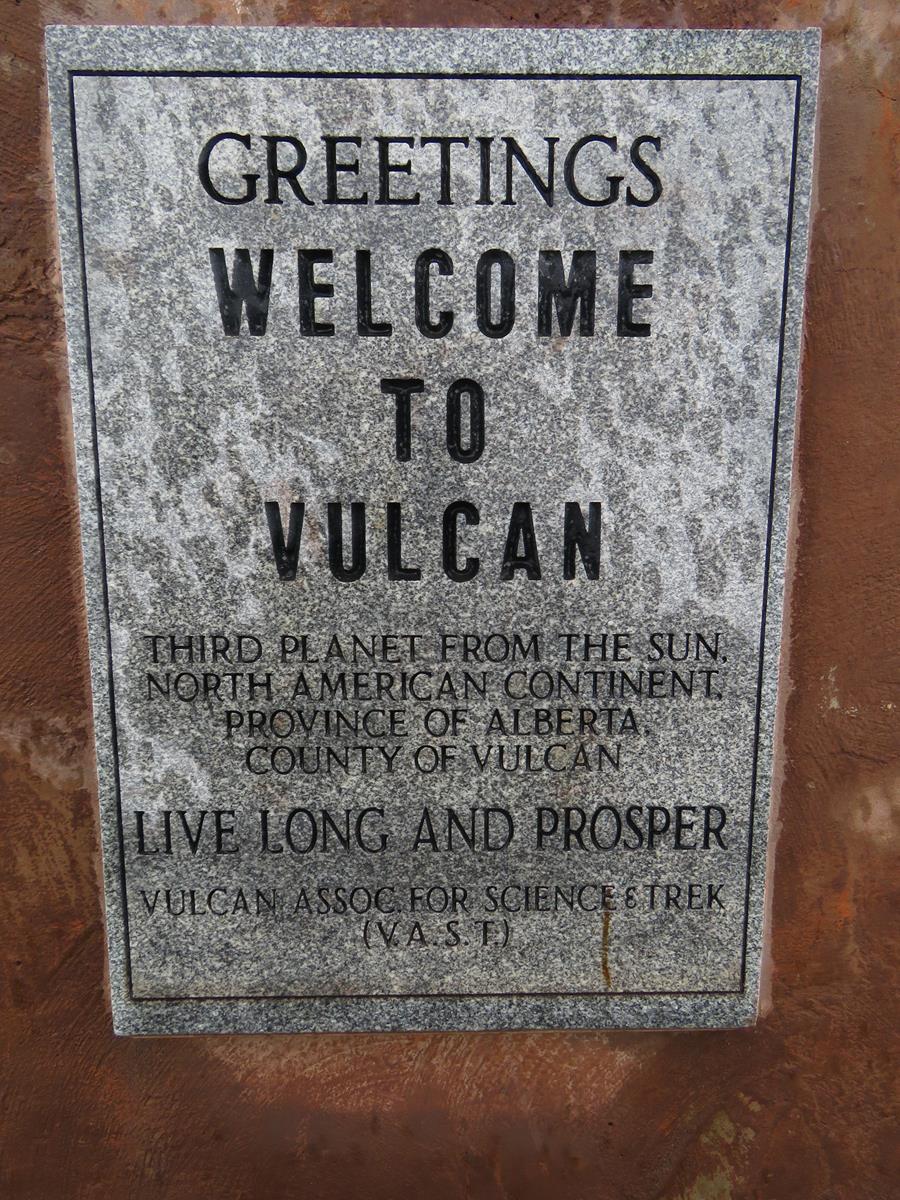 GREETINGS
WELCOME
TO
VULCAN
THIRD PLANET FROM THE SUN,
NORTH AMERICAN CONTINENT,
PROVINCE OF ALBERTA,
COUNTY OF VULCAN
LIVE LONG AND PROSPER
VULCAN ASSOC. FOR SCIENCE & TREK
(V.A.S.T.)